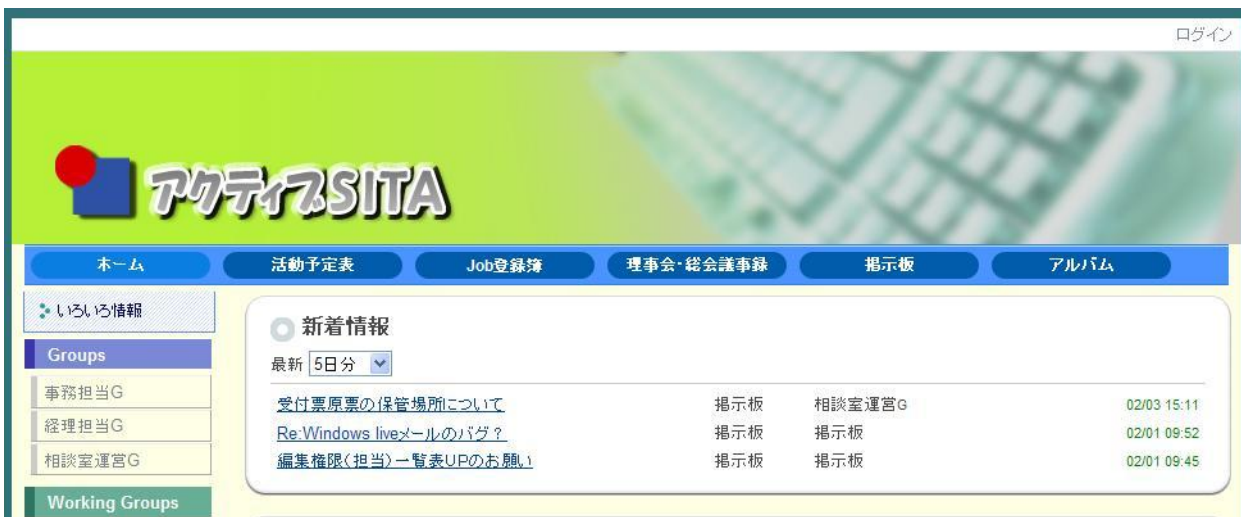 ログイン
アクティブSITA
ホーム 活動予定表 Job登録簿 理事会・総会議事録 掲示板 アルバム
いろいろ情報
Groups
事務担当G
経理担当G
相談室運営G
Working Groups
新着情報
最新 5日分
受付票原票の保管場所について 掲示板 相談室運営G 02/03 15:11
Re:Windows liveメールのバグ? 掲示板 掲示板 02/01 09:52
編集権限(担当)一覧表UPのお願い 掲示板 掲示板 02/01 09:45